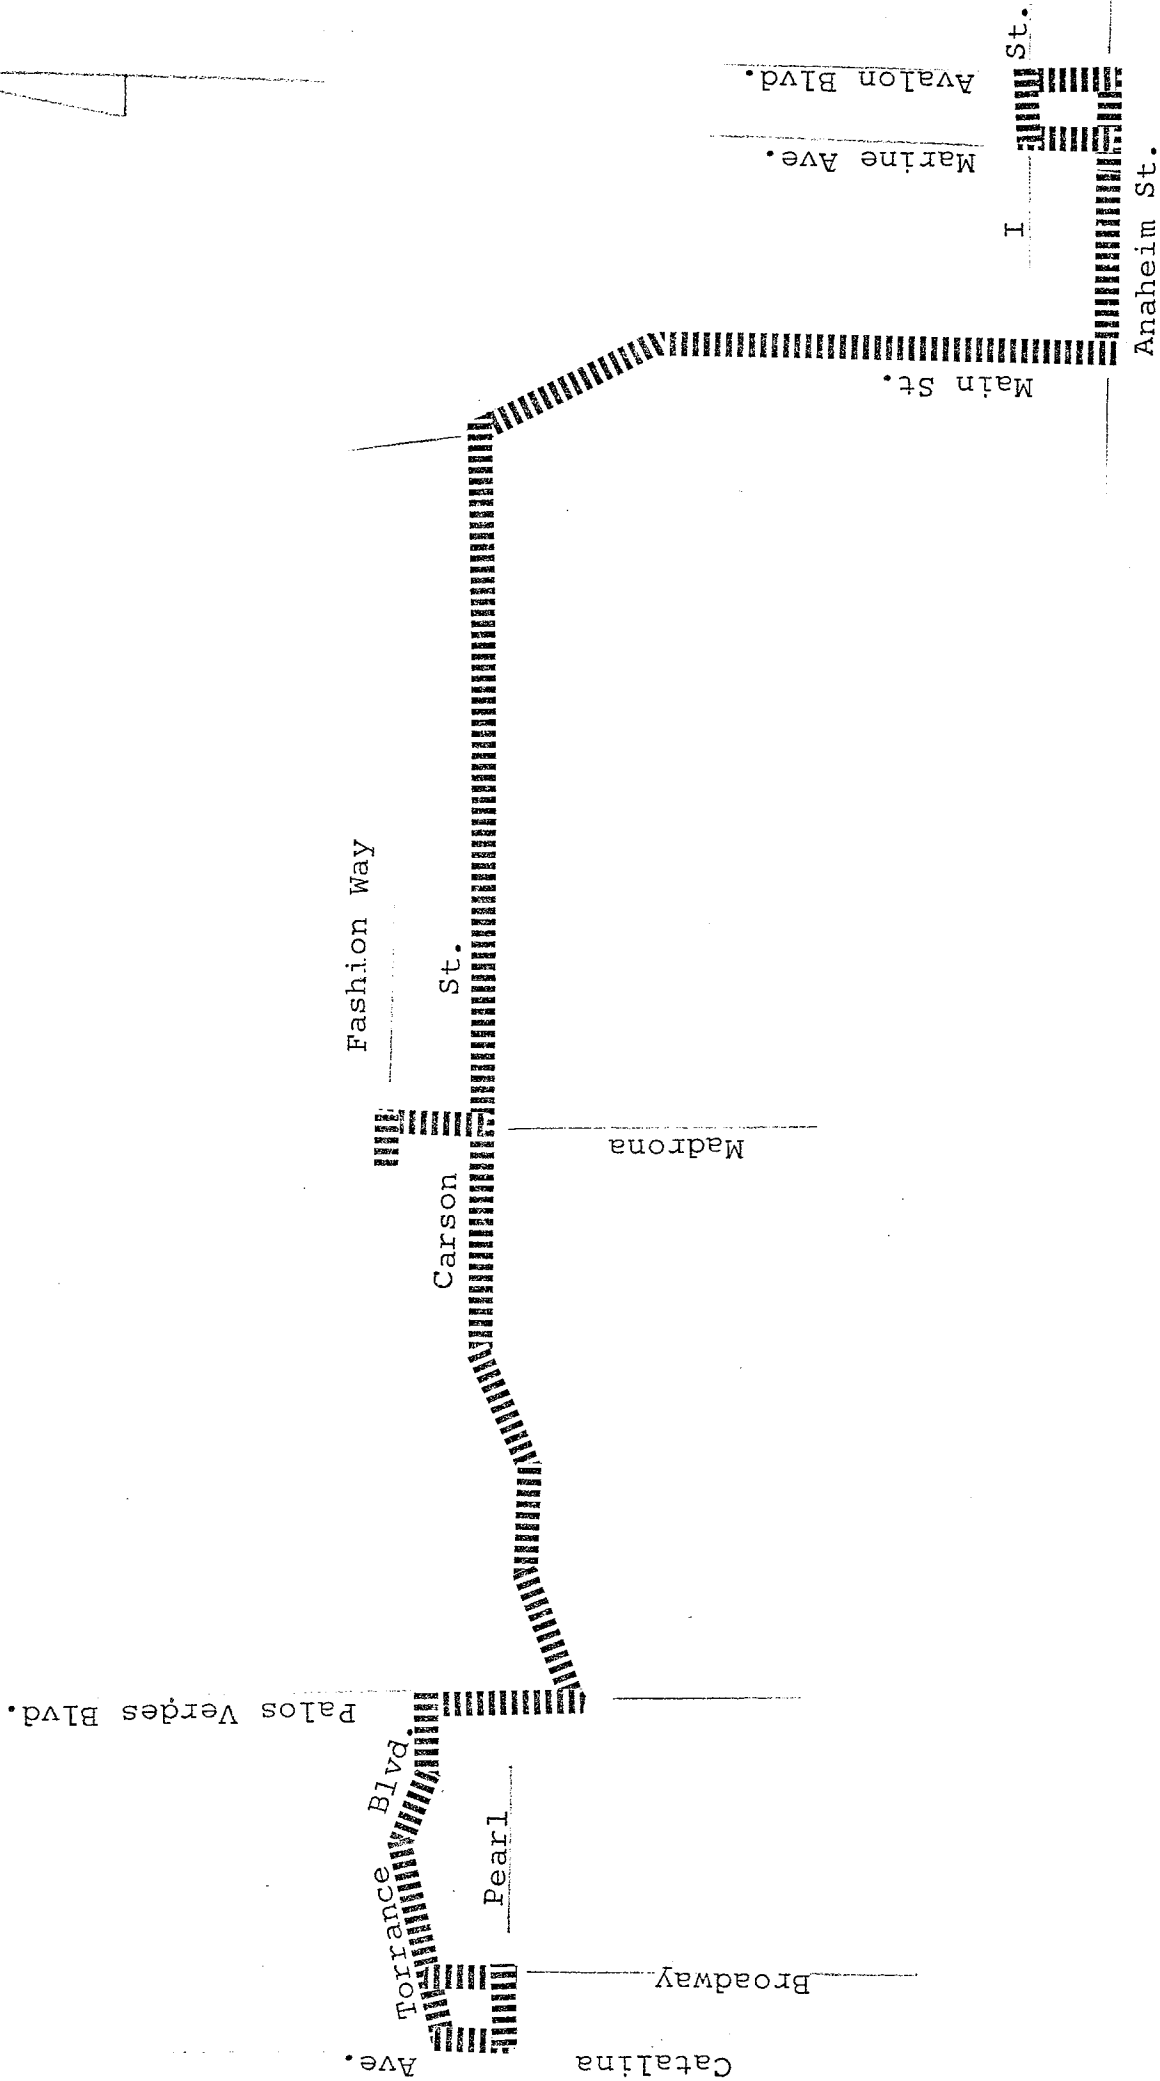 Avalon Blvd.
Marine Ave.
I St.
Anaheim St.
Main St.
Fashion Way
Carson St.
Madrona
Palos Verdes Blvd.
Torrance Blvd.
Pearl
Broadway
Catalina Ave.